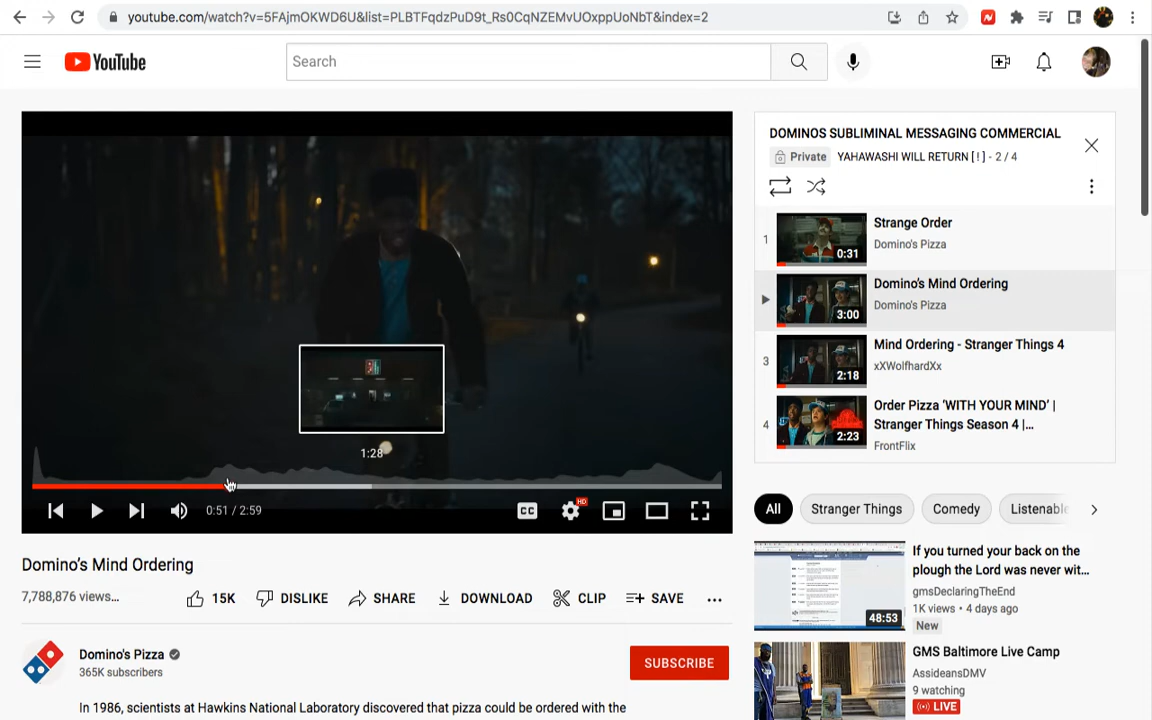 youtube.com/watch?v=5FAjmOKWD6U&list=PLBTFqdzPuD9t_Rs0CqNZEMvUOxppUoNbT&index=2
YouTube
Search
DOMINOS SUBLIMINAL MESSAGING COMMERCIAL
Private YAHAWASHI WILL RETURN [ ! ] - 2 / 4
1
0:31
Strange Order
Domino's Pizza
3:00
Domino's Mind Ordering
Domino's Pizza
3
2:18
Mind Ordering - Stranger Things 4
xXWolfhardXx
4
2:23
Order Pizza 'WITH YOUR MIND' |
Stranger Things Season 4 |...
FrontFlix
1:28
0:51 / 2:59
CC
HD
All
Stranger Things
Comedy
Listenable
Domino's Mind Ordering
7,788,876 views...
15K
DISLIKE
SHARE
DOWNLOAD
CLIP
SAVE
Domino's Pizza
365K subscribers
SUBSCRIBE
In 1986, scientists at Hawkins National Laboratory discovered that pizza could be ordered with the
48:53
If you turned your back on the
plough the Lord was never wit...
gmsDeclaringTheEnd
1K views • 4 days ago
New
GMS Baltimore Live Camp
AssideansDMV
9 watching
LIVE